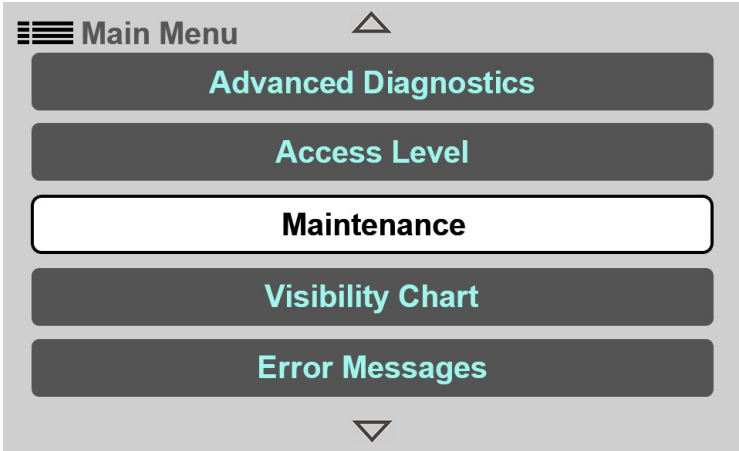 Main Menu
Advanced Diagnostics
Access Level
Maintenance
Visibility Chart
Error Messages